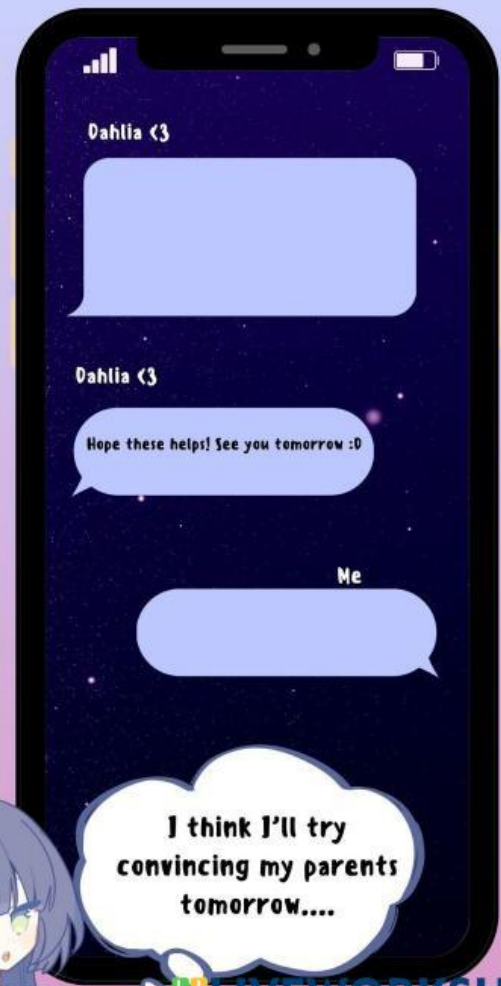 Dahlia <3
Dahlia <3
Hope these helps! See you tomorrow :D
Me
I think I'll try
convincing my parents
tomorrow....